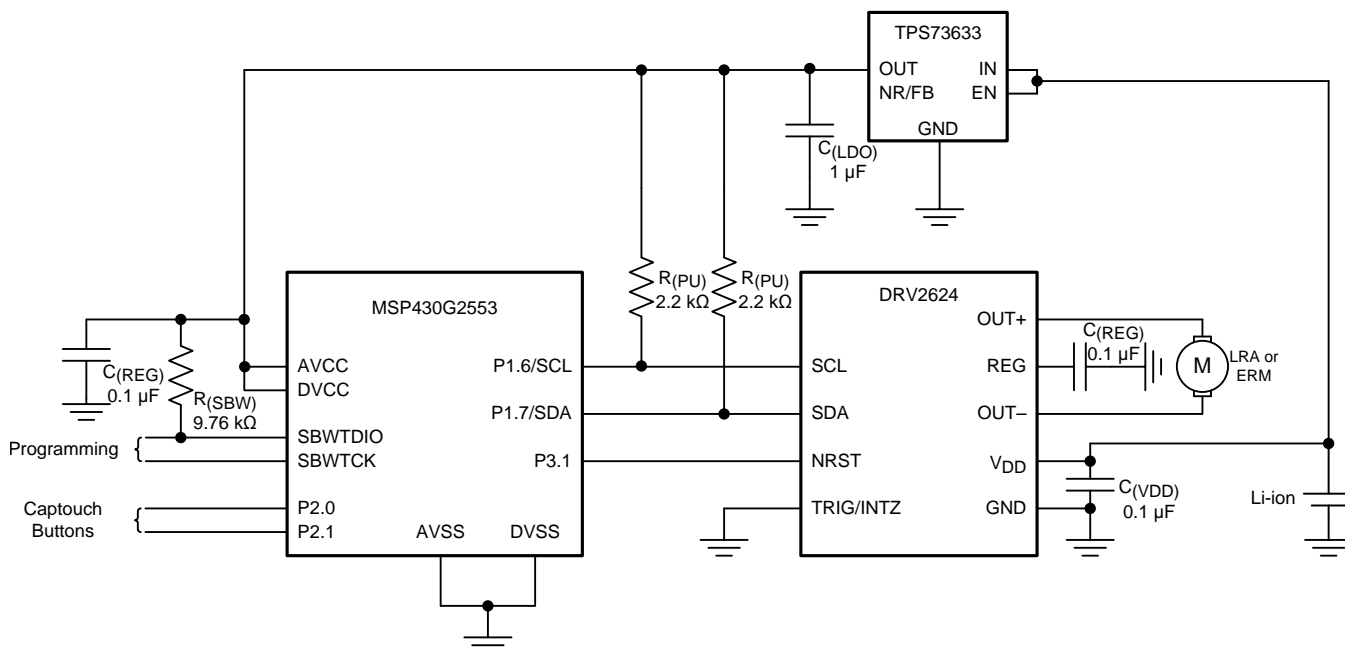 TPS73633
OUT
IN
NR/FB
EN
GND
C(LDO)
1 µF
R(PU)
2.2 kΩ
R(PU)
2.2 kΩ
MSP430G2553
DRV2624
OUT+
C(REG)
0.1 µF
LRA or
ERM
M
C(REG)
0.1 µF
R(SBW)
9.76 kΩ
AVCC
DVCC
P1.6/SCL
SCL
REG
P1.7/SDA
SDA
OUT–
Programming
SBWTDIO
SBWTCK
P3.1
NRST
VDD
C(VDD)
0.1 µF
Li-ion
Captouch
Buttons
P2.0
P2.1
AVSS
DVSS
TRIG/INTZ
GND